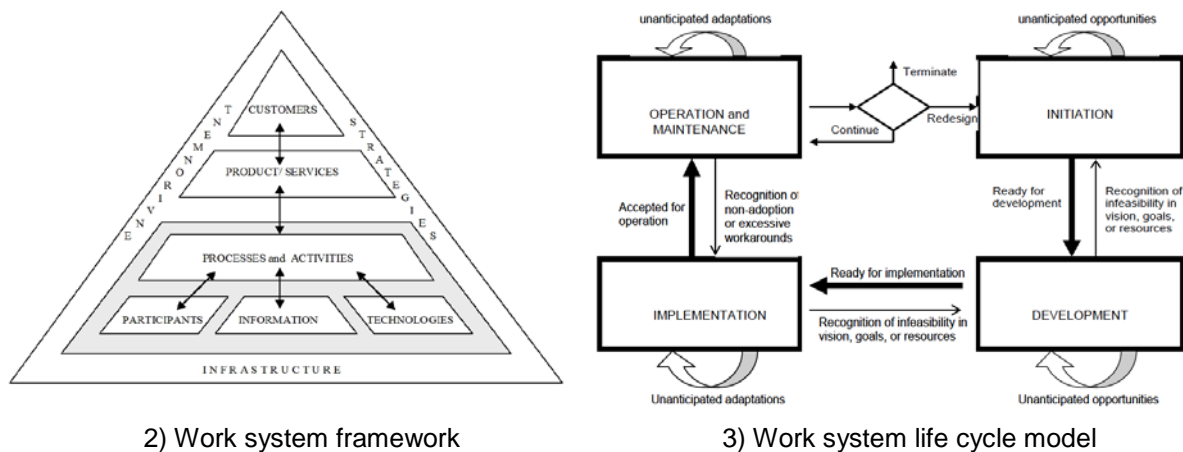 CUSTOMERS
ENVIRONMENT
STRATEGIES
PRODUCT/ SERVICES
PROCESSES and ACTIVITIES
PARTICIPANTS
INFORMATION
TECHNOLOGIES
INFRASTRUCTURE
2) Work system framework
unanticipated adaptations
unanticipated opportunities
OPERATION and
MAINTENANCE
Terminate
Continue
Redesign
INITIATION
Accepted for
operation
Recognition of
non-adoption
or excessive
workarounds
Ready for
development
Recognition of
infeasibility in
vision, goals,
or resources
IMPLEMENTATION
Ready for implementation
Recognition of infeasibility in
vision, goals, or resources
DEVELOPMENT
Unanticipated adaptations
Unanticipated opportunities
3) Work system life cycle model